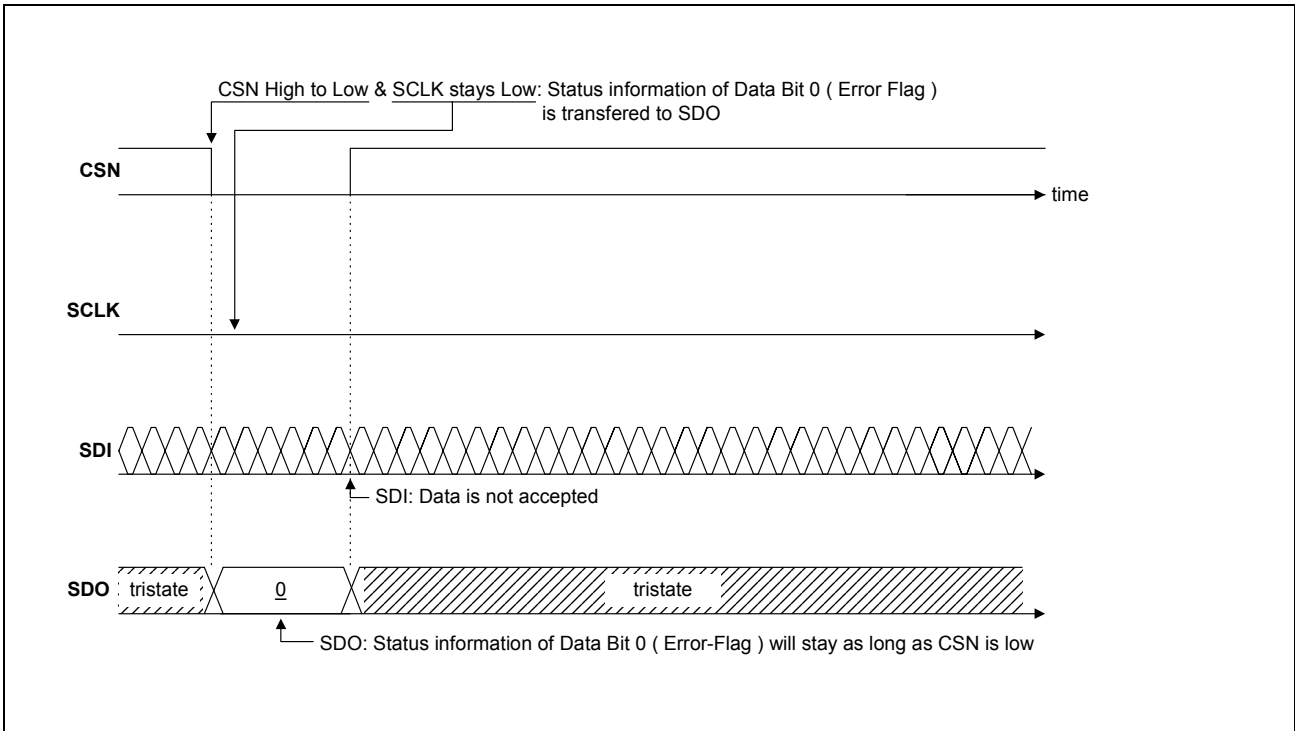 CSN High to Low & SCLK stays Low: Status information of Data Bit 0 ( Error Flag )
is transfered to SDO
CSN
time
SCLK
SDI
SDI: Data is not accepted
SDO
tristate
0
tristate
SDO: Status information of Data Bit 0 ( Error-Flag ) will stay as long as CSN is low